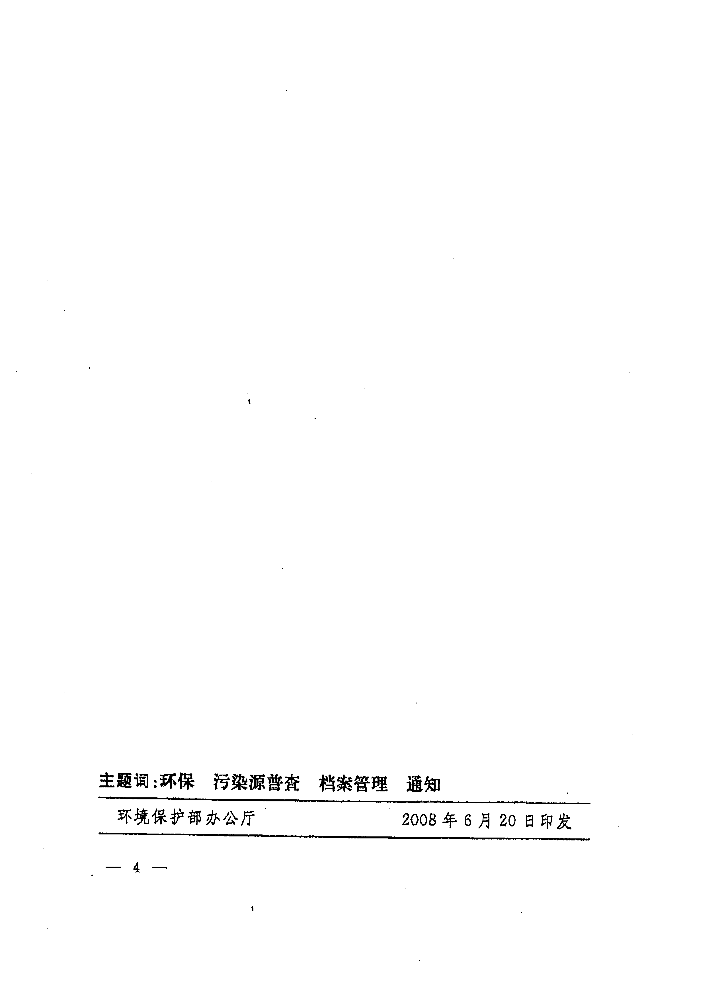 主题词:环保　污染源普查　档案管理　通知
环境保护部办公厅　2008年6月20日印发
— 4 —